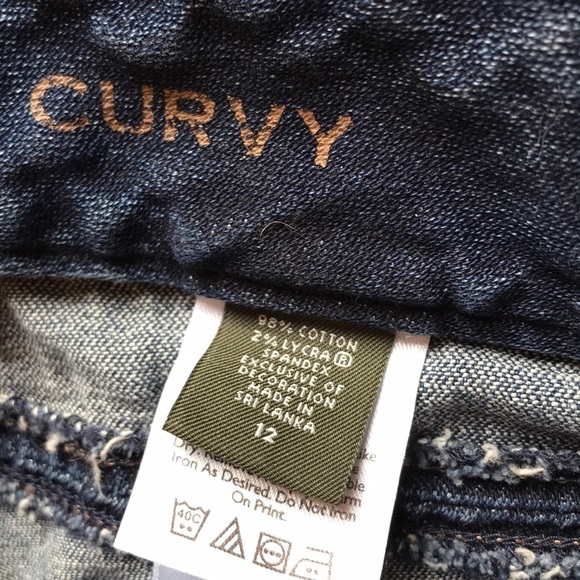 CURVY
98% COTTON
2% LYCRA®
SPANDEX
EXCLUSIVE OF
DECORATION
MADE IN
SRI LANKA
12
Dry.
Iron As Desired. Do Not Iron
On Print.
40C